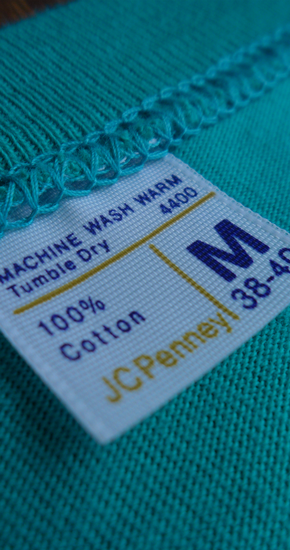 MACHINE WASH WARM
Tumble Dry 4400
100%
Cotton
M
38-40
JCPenney